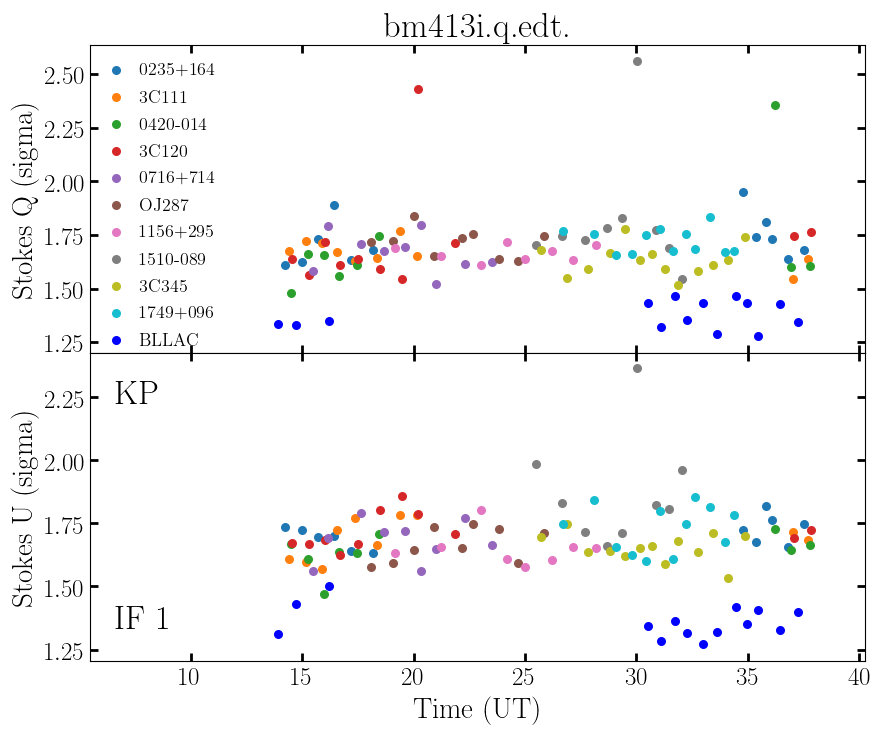 bm413i.q.edt.
Stokes Q (sigma)
2.50
2.25
2.00
1.75
1.50
1.25
0235+164
3C111
0420-014
3C120
0716+714
OJ287
1156+295
1510-089
3C345
1749+096
BLLAC
Stokes U (sigma)
2.25
2.00
1.75
1.50
1.25
KP
IF 1
10 15 20 25 30 35 40
Time (UT)